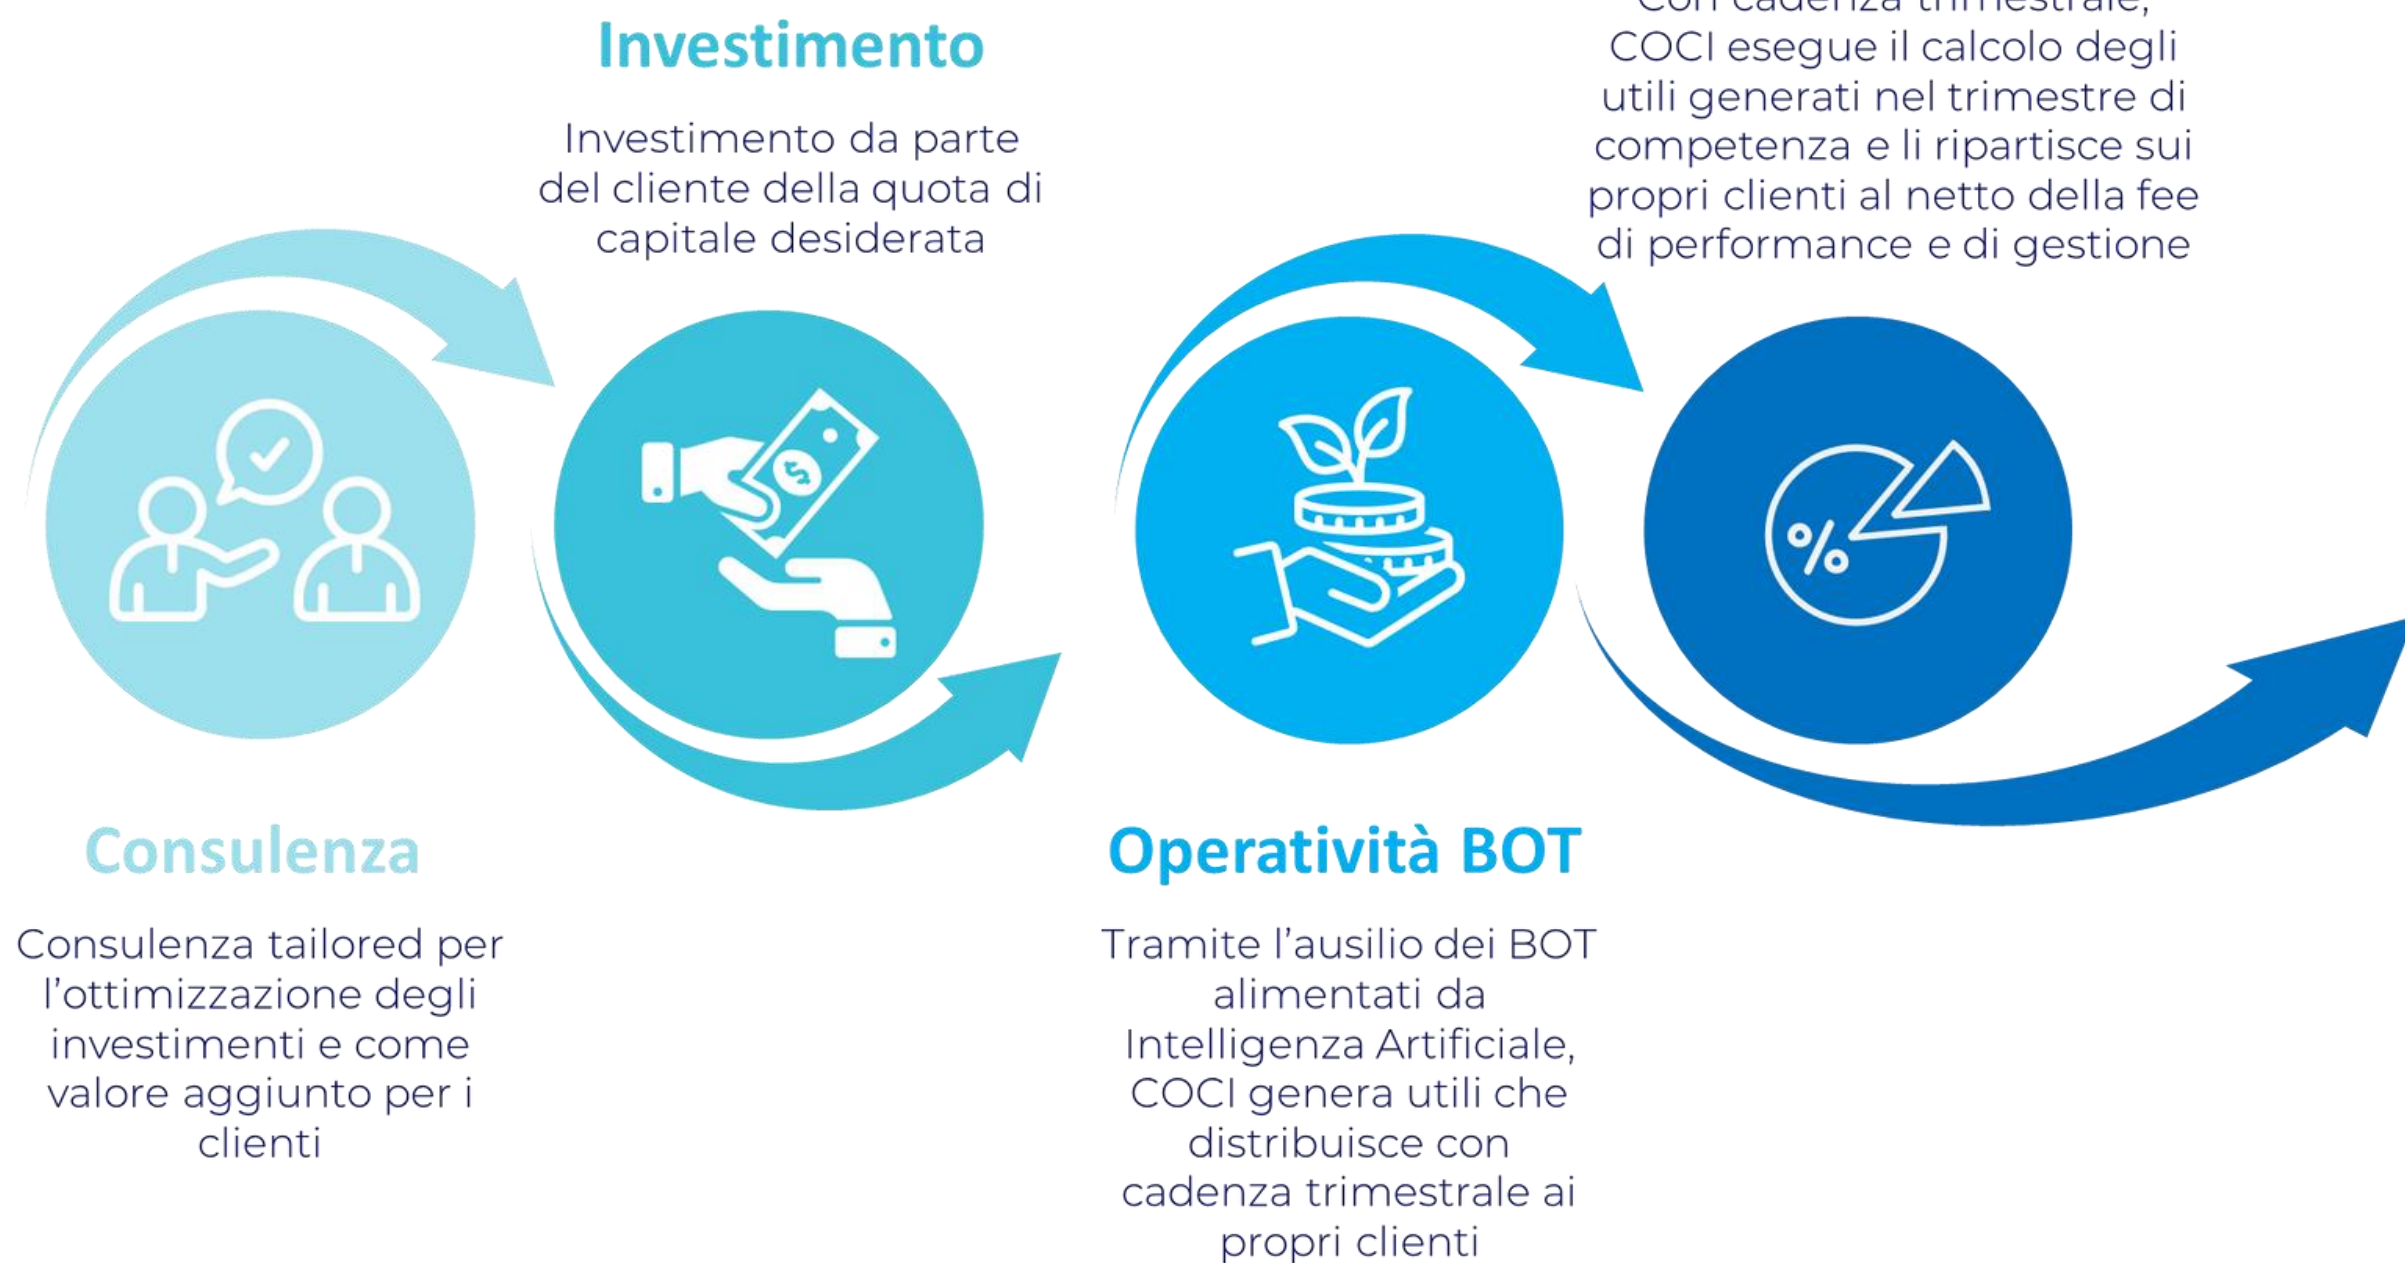 Consulenza
Consulenza tailored per
l'ottimizzazione degli
investimenti e come
valore aggiunto per i
clienti
Investimento
Investimento da parte
del cliente della quota di
capitale desiderata
$
Operatività BOT
Tramite l'ausilio dei BOT
alimentati da
Intelligenza Artificiale,
COCI genera utili che
distribuisce con
cadenza trimestrale ai
propri clienti
Con cadenza trimestrale,
COCI esegue il calcolo degli
utili generati nel trimestre di
competenza e li ripartisce sui
propri clienti al netto della fee
di performance e di gestione
%